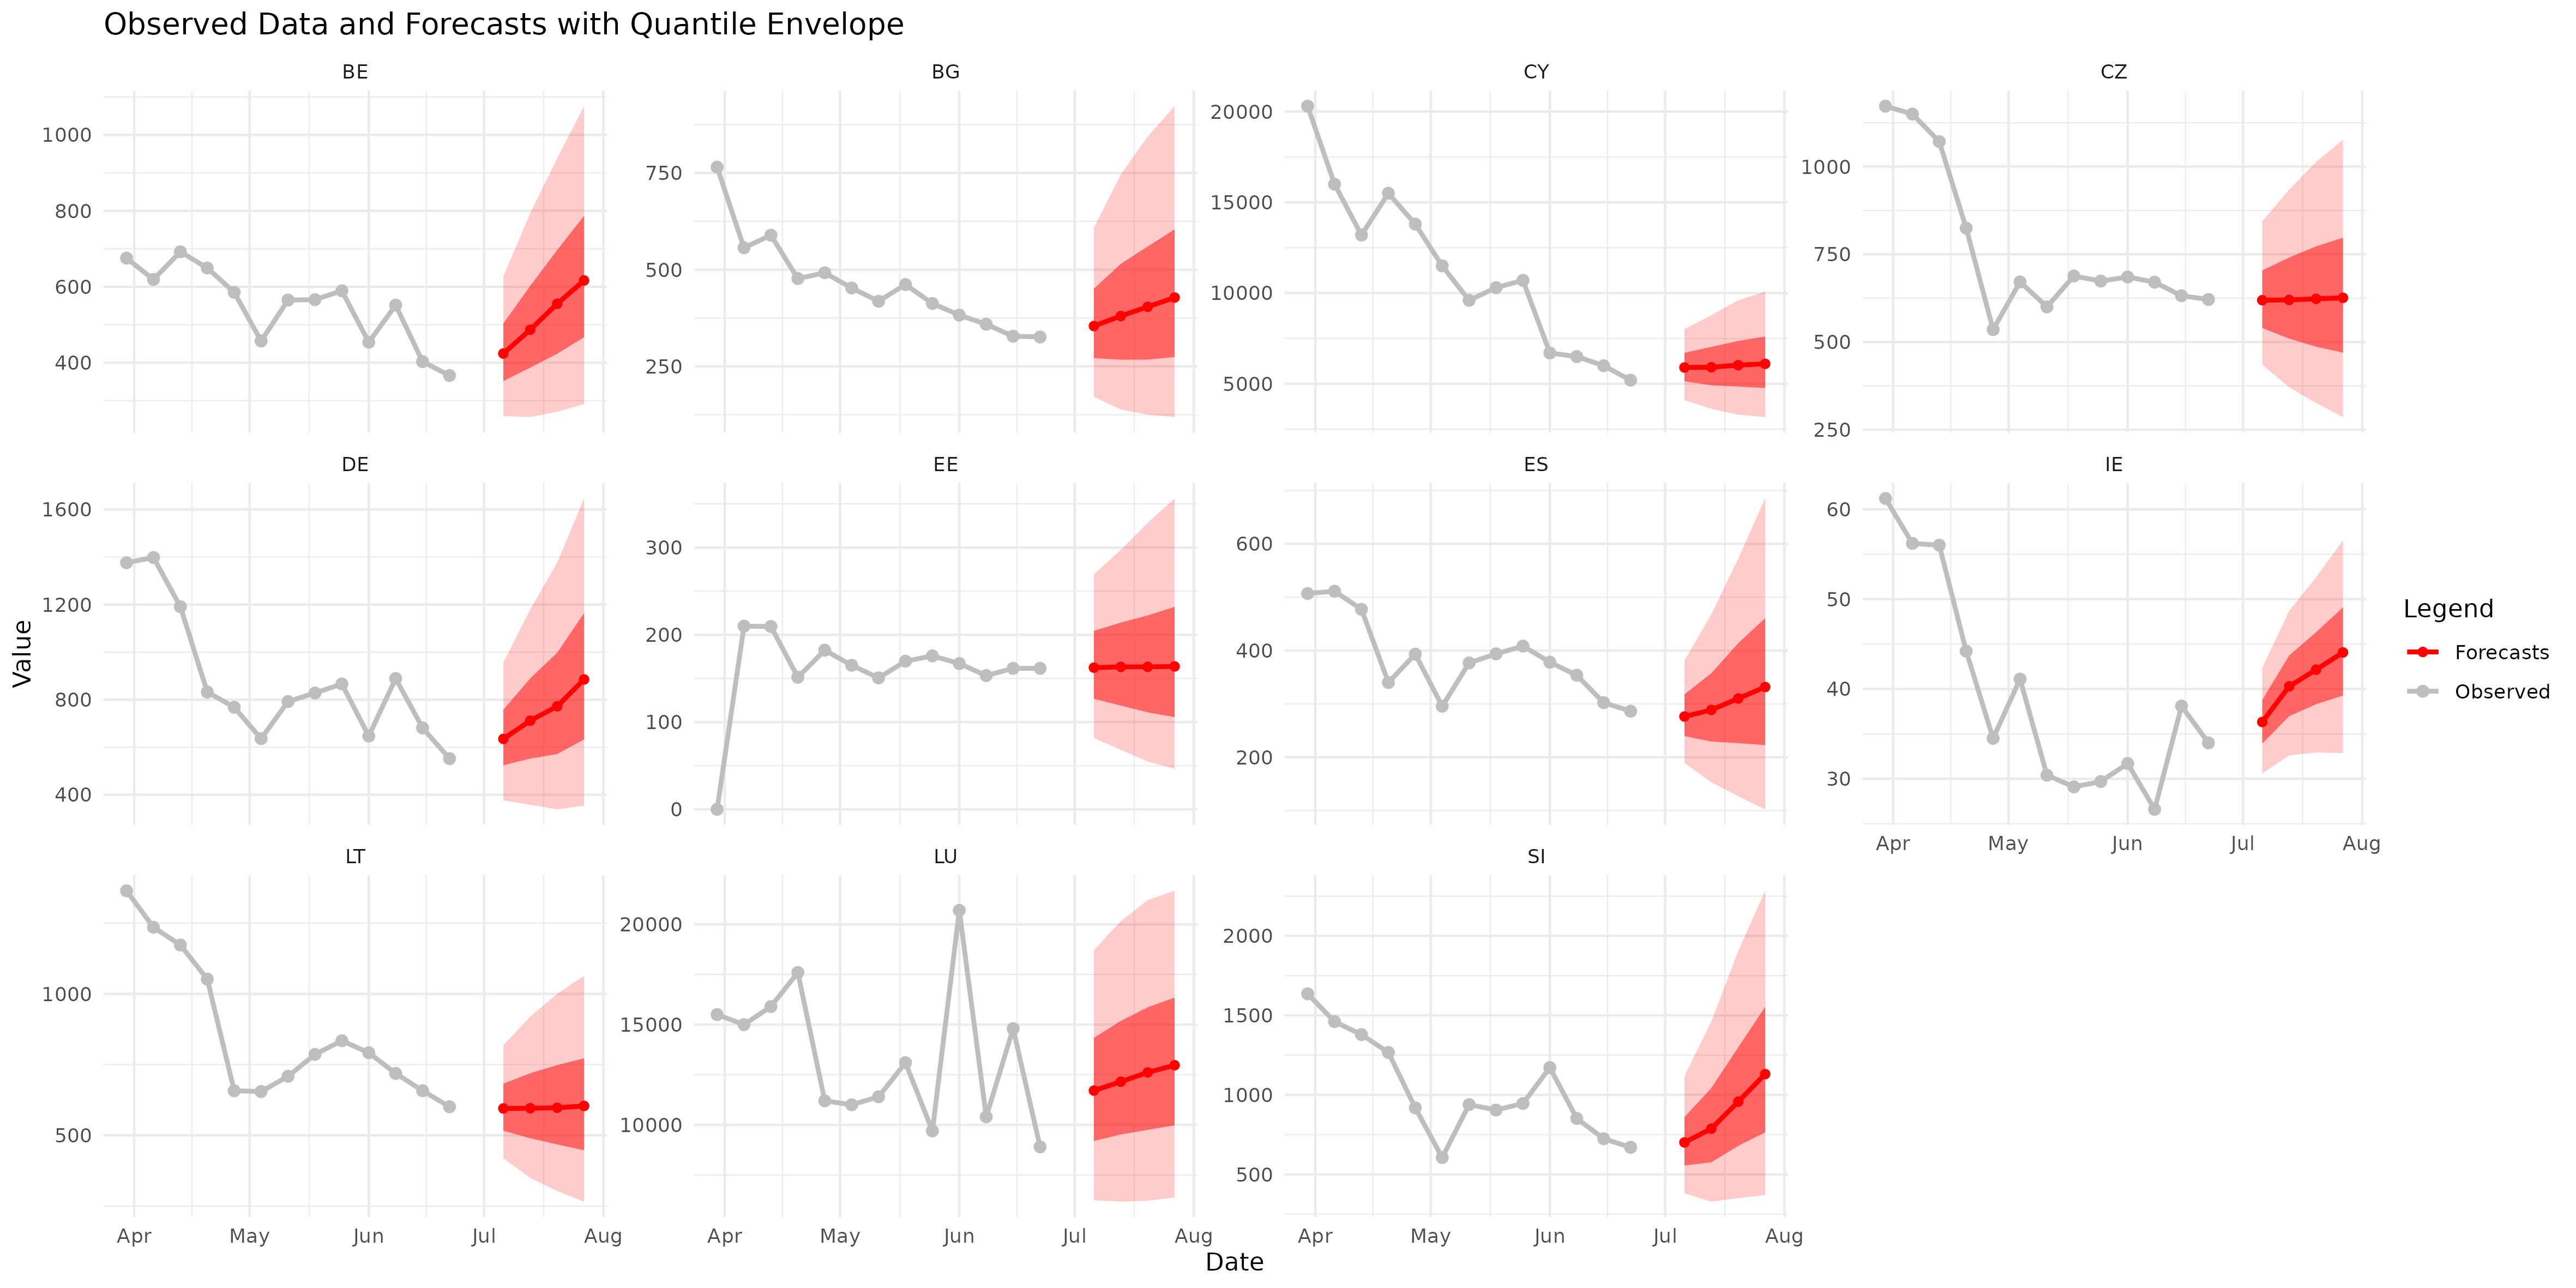 Observed Data and Forecasts with Quantile Envelope
BE BG CY CZ
1000 800 600 400
750 500 250
20000 15000 10000 5000
1000 750 500 250
DE EE ES IE
1600 1200 800 400
300 200 100 0
600 400 200
60 50 40 30
Apr May Jun Jul Aug
LT LU SI
1000 500
20000 15000 10000
2000 1500 1000 500
Apr May Jun Jul Aug
Apr May Jun Jul Aug
Apr May Jun Jul Aug
Value
Date
Legend
Forecasts
Observed